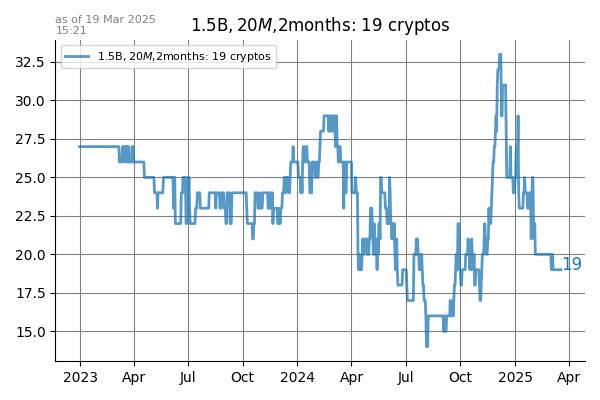 as of 19 Mar 2025
15:21
1.5B, 20M,2months: 19 cryptos
1.5B, 20M,2months: 19 cryptos
32.5
30.0
27.5
25.0
22.5
20.0
17.5
15.0
19
2023 Apr Jul Oct 2024 Apr Jul Oct 2025 Apr